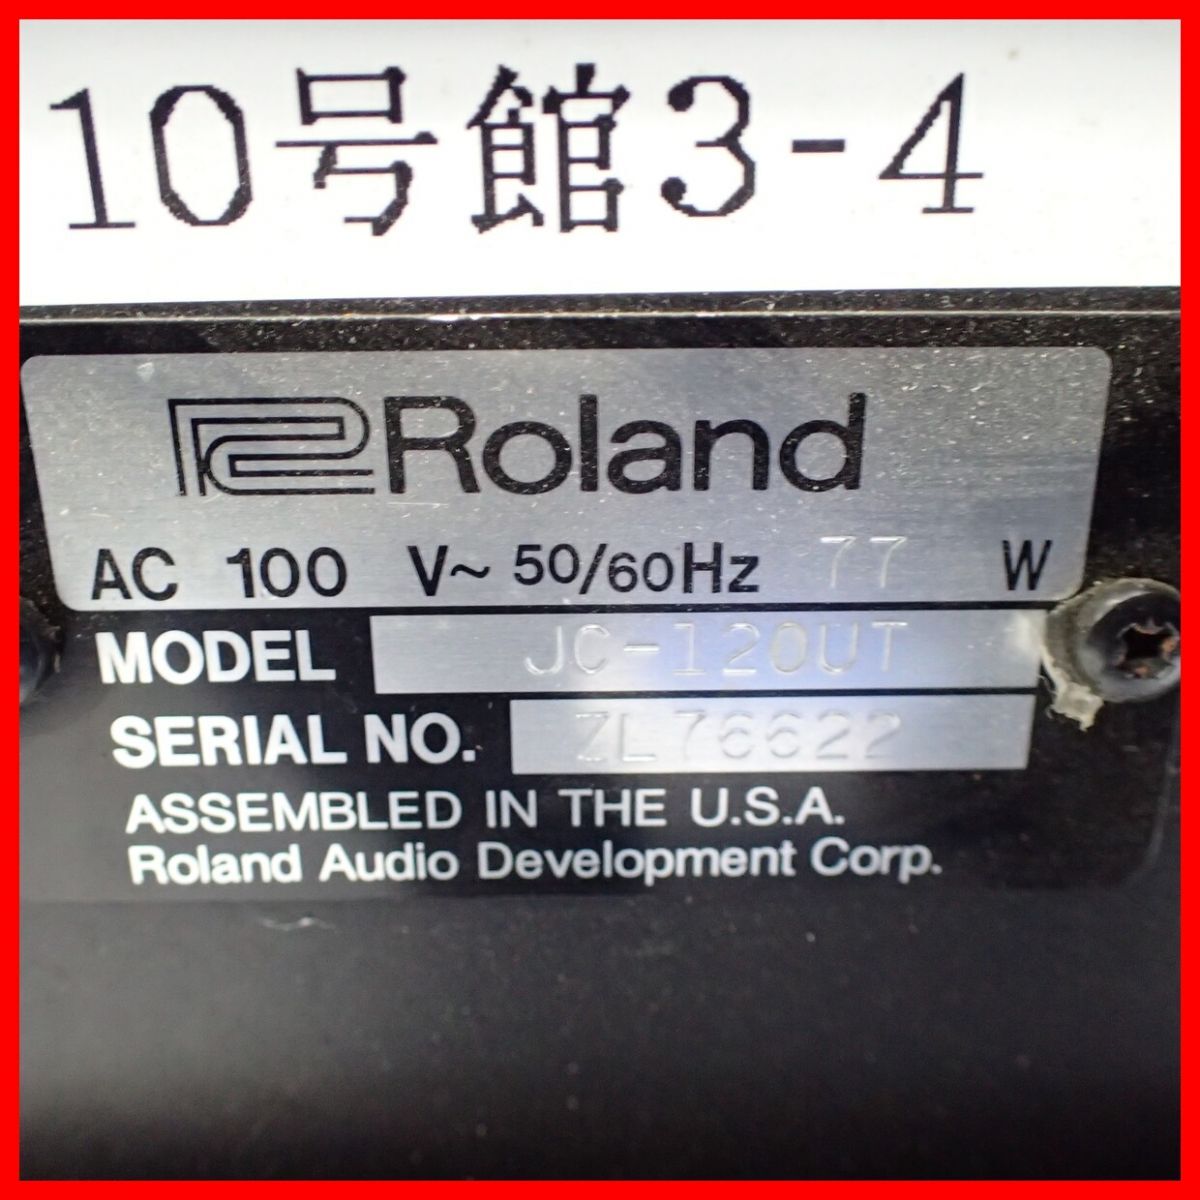 10号館3-4
Roland
AC 100 V~ 50/60Hz 77 W
MODEL JC-120UT
SERIAL NO. ZL76622
ASSEMBLED IN THE U.S.A.
Roland Audio Development Corp.